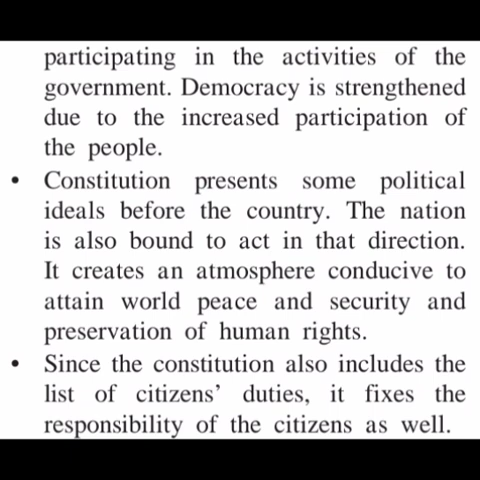 participating in the activities of the
government. Democracy is strengthened
due to the increased participation of
the people.
• Constitution presents some political
ideals before the country. The nation
is also bound to act in that direction.
It creates an atmosphere conducive to
attain world peace and security and
preservation of human rights.
• Since the constitution also includes the
list of citizens’ duties, it fixes the
responsibility of the citizens as well.